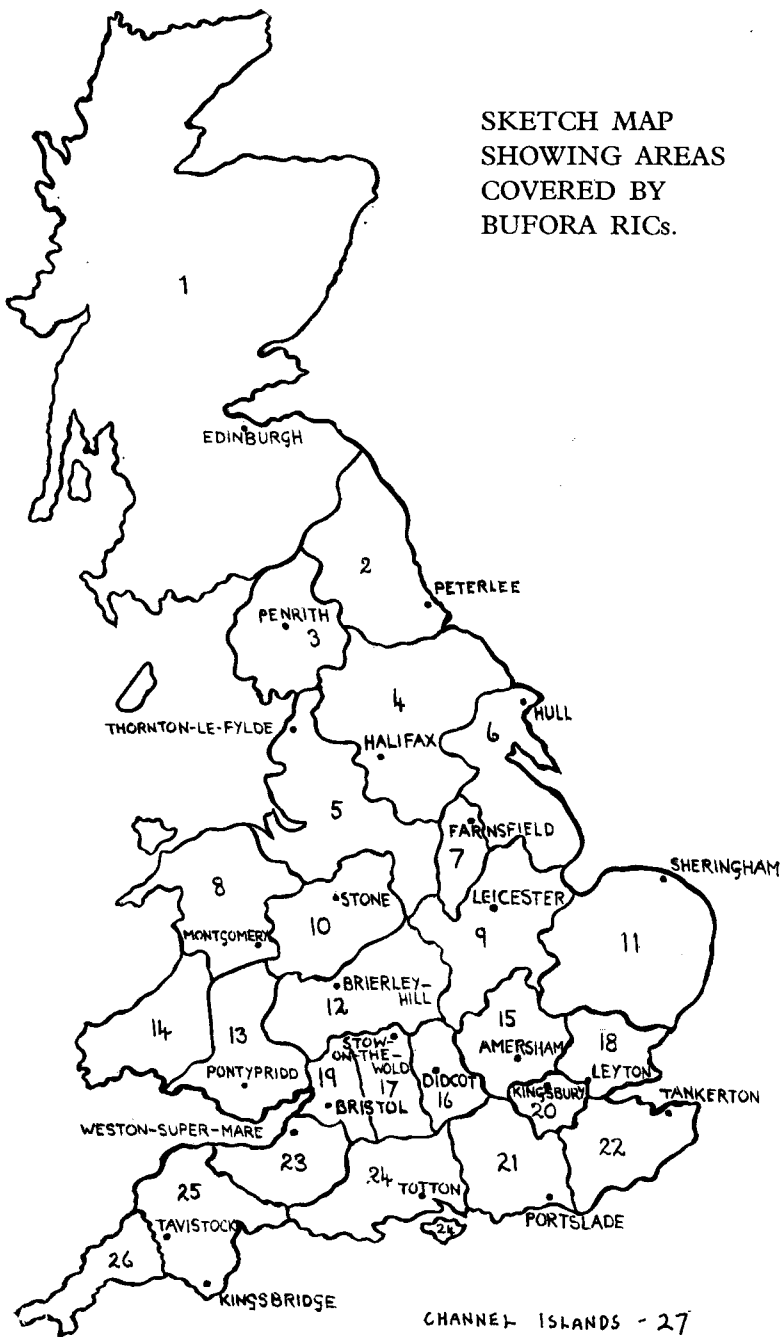 SKETCH MAP
SHOWING AREAS
COVERED BY
BUFORA RICs.
1
EDINBURGH
2
PETERLEE
PENRITH
3
4
HULL
THORNTON-LE-FYLDE
6
HALIFAX
5
FARNSFIELD
7
SHERINGHAM
8
STONE
LEICESTER
10
MONTGOMERY
9
11
BRIERLEY-
HILL
12
14
13
15
STOW-
ON-THE-
WOLD
18
AMERSHAM
LEYTON
PONTYPRIDD
19
17
DIDCOT
16
KINGSBURY
20
TANKERTON
BRISTOL
WESTON-SUPER-MARE
23
21
22
24
TOTTON
25
PORTSLADE
24
TAVISTOCK
26
KINGSBRIDGE
CHANNEL ISLANDS - 27